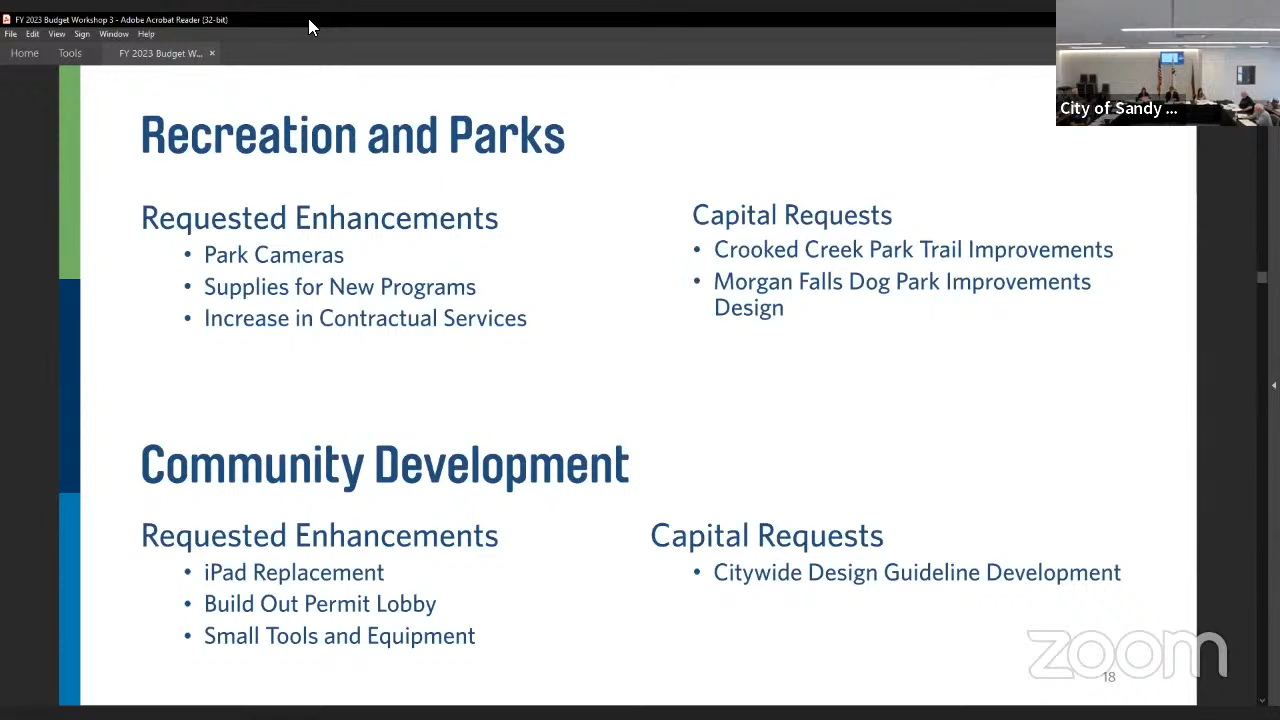 FY 2023 Budget Workshop 3 - Adobe Acrobat Reader (32-bit)
File Edit View Sign Window Help
Home Tools FY 2023 Budget W... ×
City of Sandy ...
Recreation and Parks
Requested Enhancements
• Park Cameras
• Supplies for New Programs
• Increase in Contractual Services
Capital Requests
• Crooked Creek Park Trail Improvements
• Morgan Falls Dog Park Improvements
Design
Community Development
Requested Enhancements
• iPad Replacement
• Build Out Permit Lobby
• Small Tools and Equipment
Capital Requests
• Citywide Design Guideline Development
zoom
18